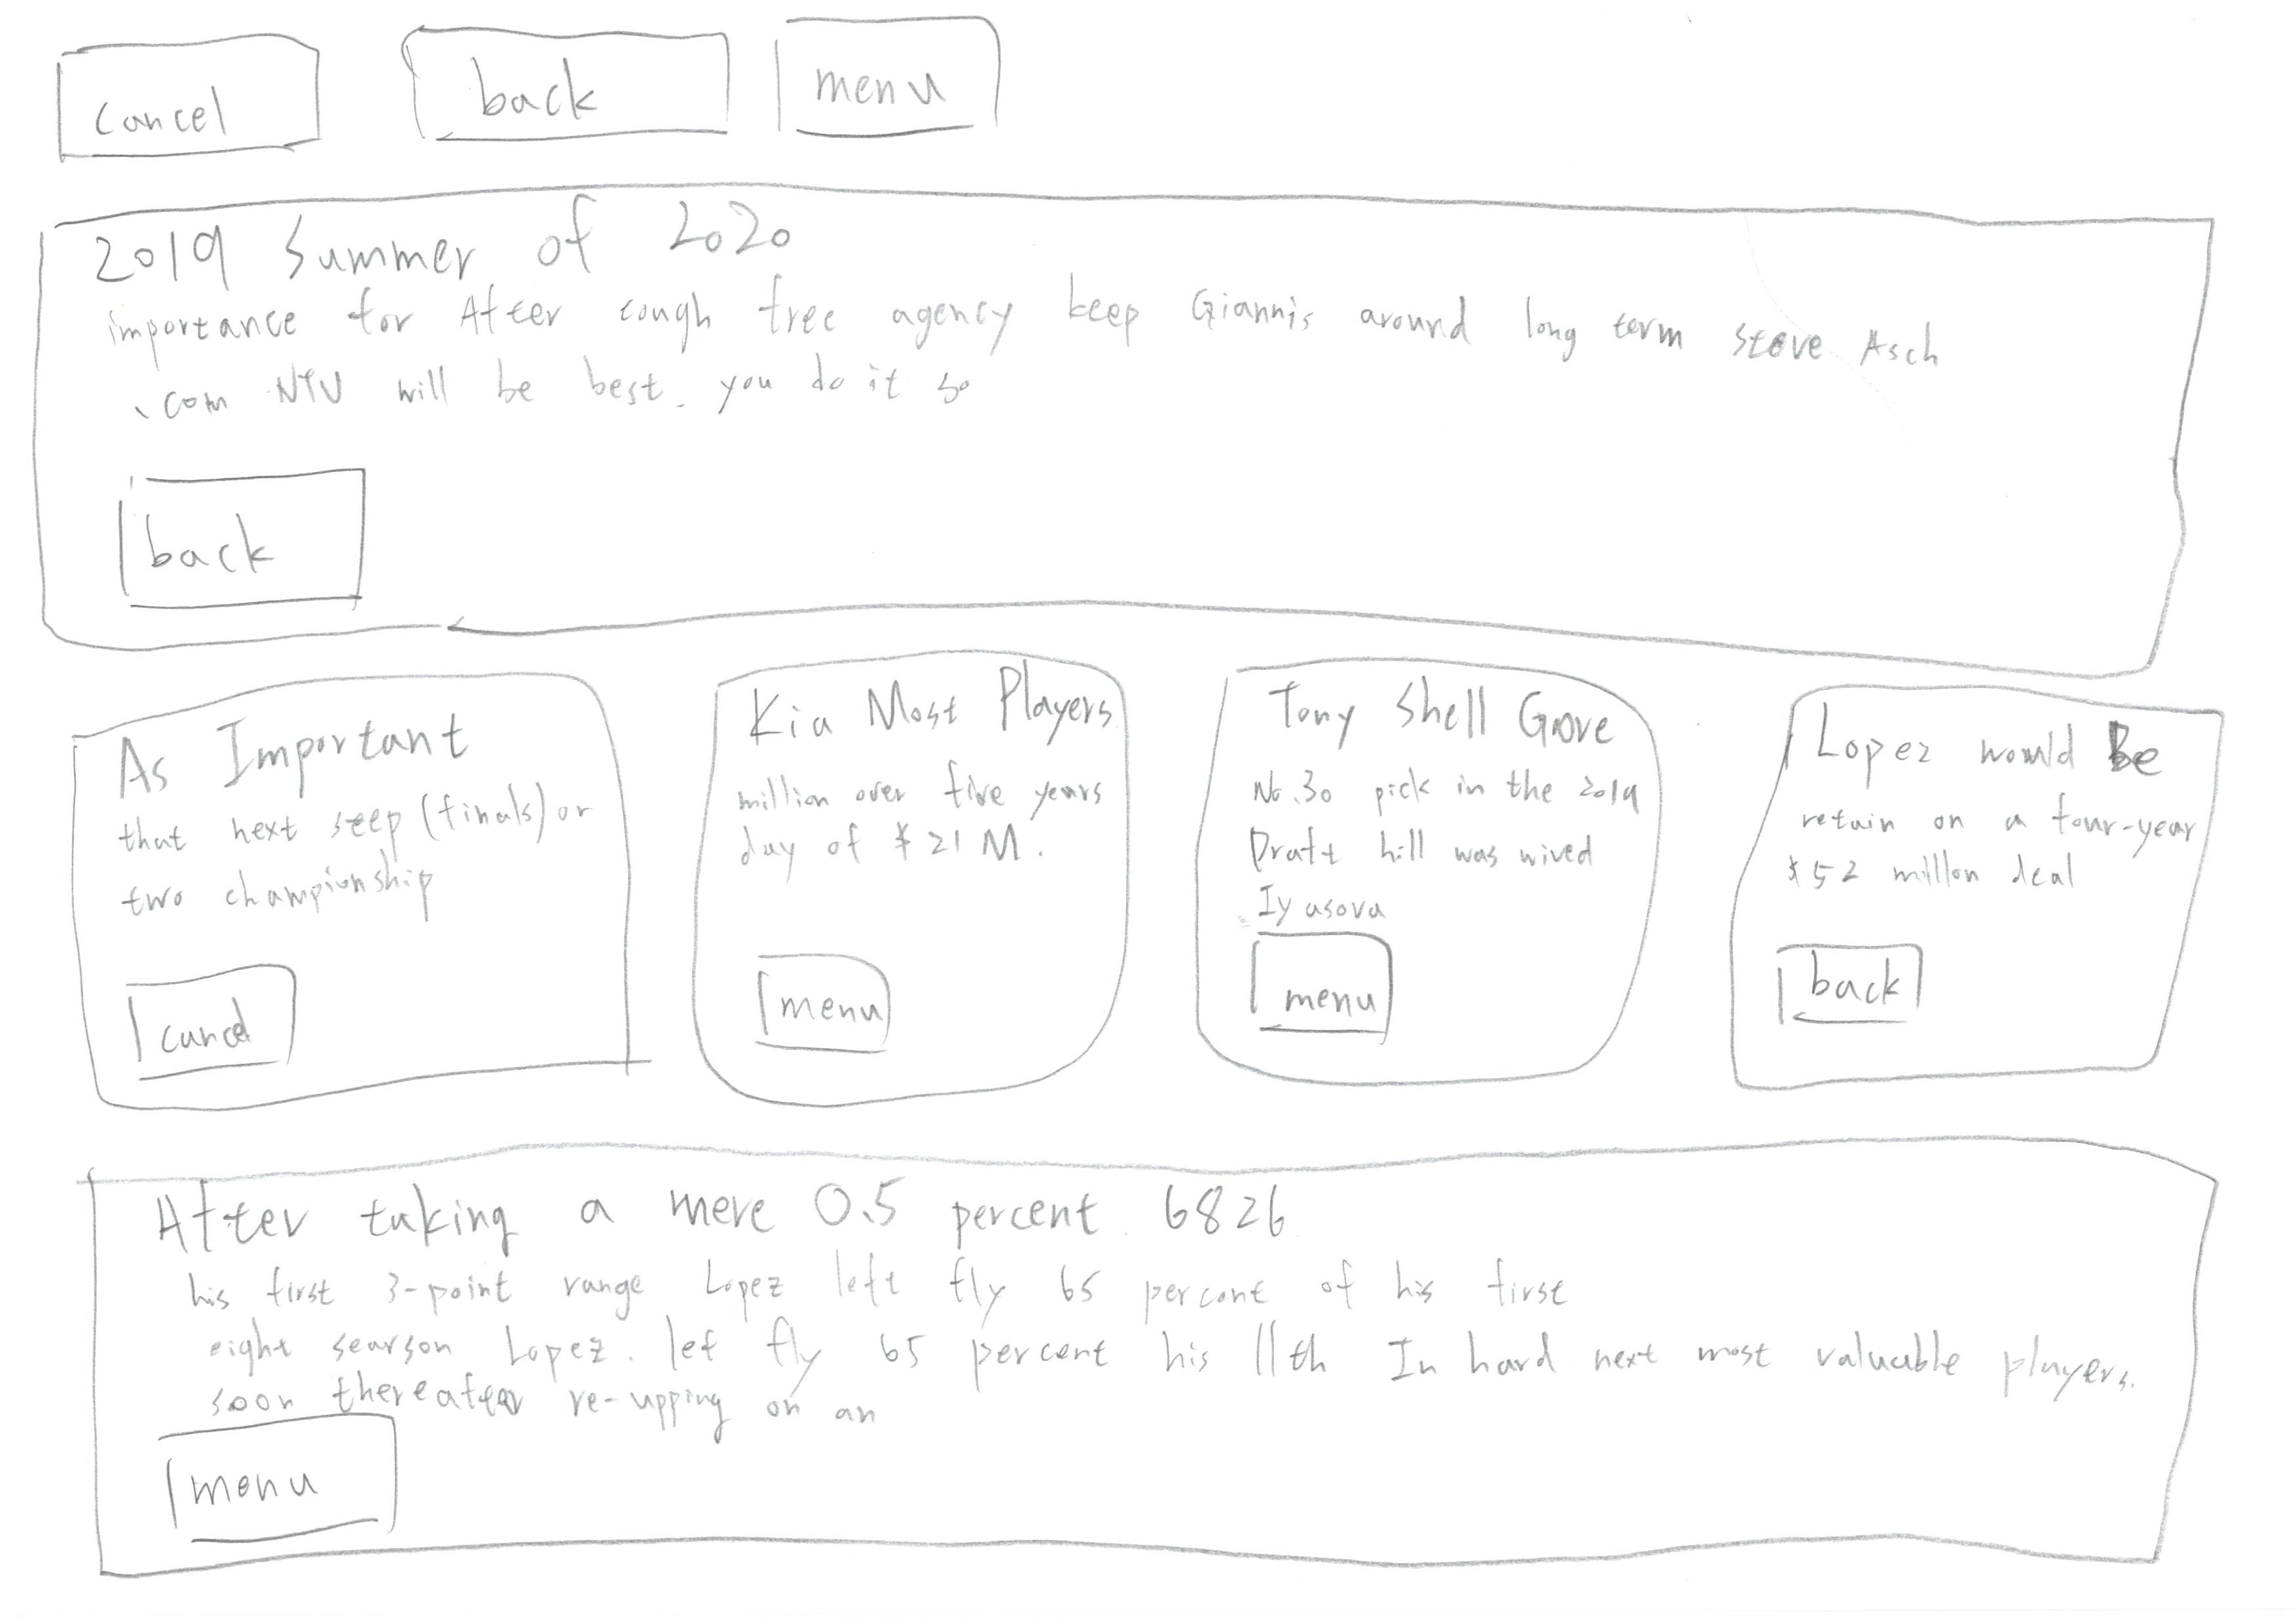 cancel
back
menu
2019 Summer of 2020
importance for After tough free agency keep Giannis around long term Steve Asch
.com will be best. you do it so
back
As Important
that next seep (finals) or
two championship
cancel
Kia Most Players
million over five years
day of $21 M.
menu
Tony Shell Grove
No.30 pick in the 2019
Draft hill was wived
Iyasova
menu
Lopez would Be
retain on a four-year
$52 millon deal
back
After taking a mere 0.5 percent 6826
his first 3-point range Lopez left fly 65 percent of his first
eight searson Lopez. let fly 65 percent his 11th In hard next most valuable players.
soon thereafter re-upping on an
menu